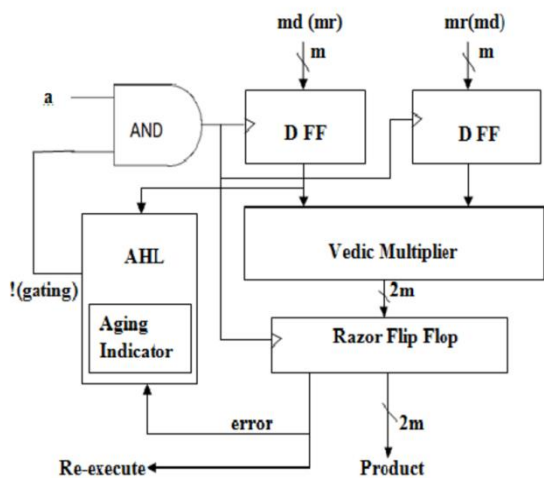 md (mr)
mr(md)
m
m
a
AND
D FF
D FF
AHL
Vedic Multiplier
!(gating)
2m
Aging
Indicator
Razor Flip Flop
error
2m
Re-execute
Product